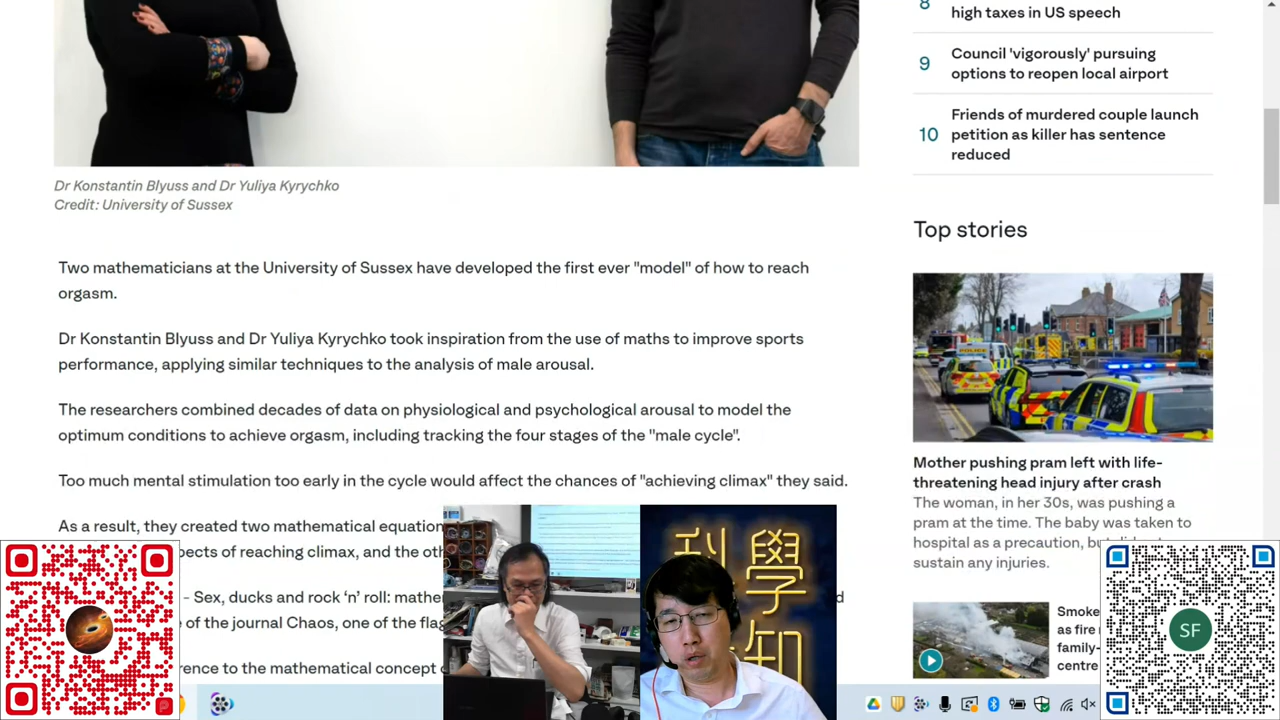 Dr Konstantin Blyuss and Dr Yuliya Kyrychko
Credit: University of Sussex
Two mathematicians at the University of Sussex have developed the first ever "model" of how to reach
orgasm.
Dr Konstantin Blyuss and Dr Yuliya Kyrychko took inspiration from the use of maths to improve sports
performance, applying similar techniques to the analysis of male arousal.
The researchers combined decades of data on physiological and psychological arousal to model the
optimum conditions to achieve orgasm, including tracking the four stages of the "male cycle".
Too much mental stimulation too early in the cycle would affect the chances of "achieving climax" they said.
As a result, they created two mathematical equation
pects of reaching climax, and the oth
– Sex, ducks and rock 'n' roll: mathe
e of the journal Chaos, one of the flag
rence to the mathematical concept o
8 high taxes in US speech
9 Council 'vigorously' pursuing
options to reopen local airport
10 Friends of murdered couple launch
petition as killer has sentence
reduced
Top stories
POLICE
Mother pushing pram left with life-
threatening head injury after crash
The woman, in her 30s, was pushing a
pram at the time. The baby was taken to
hospital as a precaution, but did
sustain any injuries.
Smoke
as fire
family-
centre
科學
知
SF